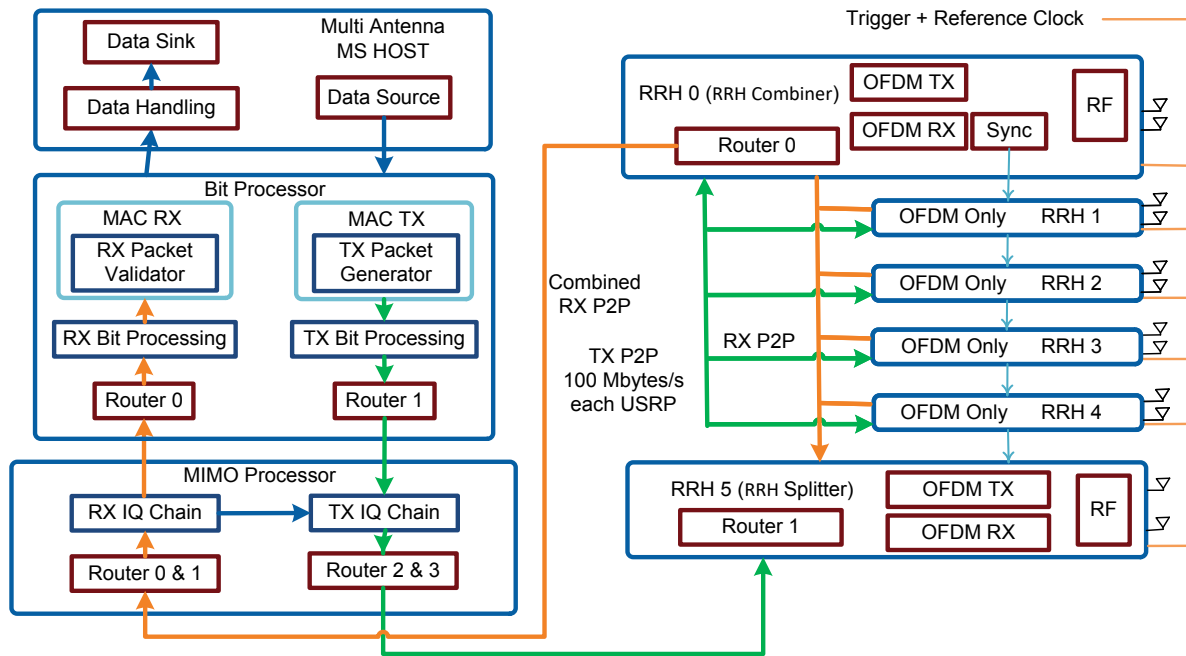 Data Sink
Multi Antenna
MS HOST
Data Handling
Data Source
Bit Processor
MAC RX
RX Packet
Validator
MAC TX
TX Packet
Generator
RX Bit Processing
TX Bit Processing
Router 0
Router 1
MIMO Processor
RX IQ Chain
TX IQ Chain
Router 0 & 1
Router 2 & 3
Combined
RX P2P
TX P2P
100 Mbytes/s
each USRP
RX P2P
Trigger + Reference Clock
RRH 0 (RRH Combiner)
OFDM TX
OFDM RX
Sync
RF
Router 0
OFDM Only RRH 1
OFDM Only RRH 2
OFDM Only RRH 3
OFDM Only RRH 4
RRH 5 (RRH Splitter)
OFDM TX
OFDM RX
RF
Router 1